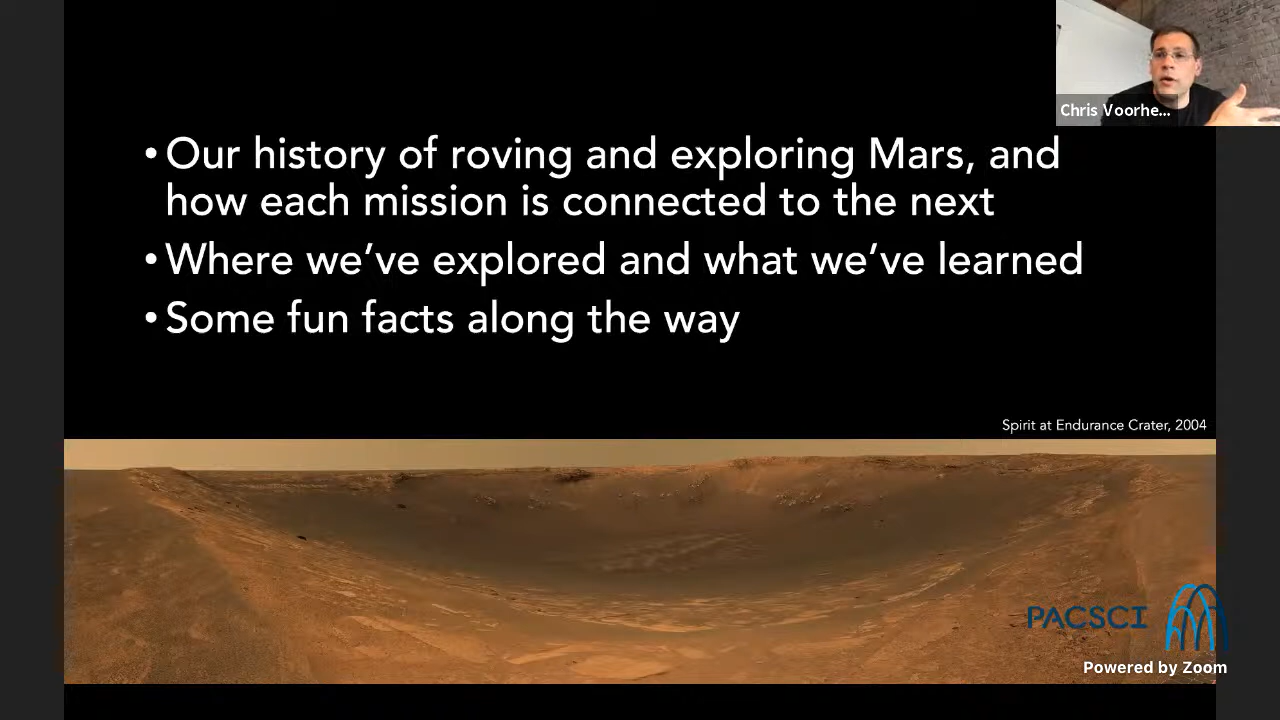 Chris Voorhe...
• Our history of roving and exploring Mars, and
how each mission is connected to the next
• Where we’ve explored and what we’ve learned
• Some fun facts along the way
Spirit at Endurance Crater, 2004
PACSCI
Powered by Zoom